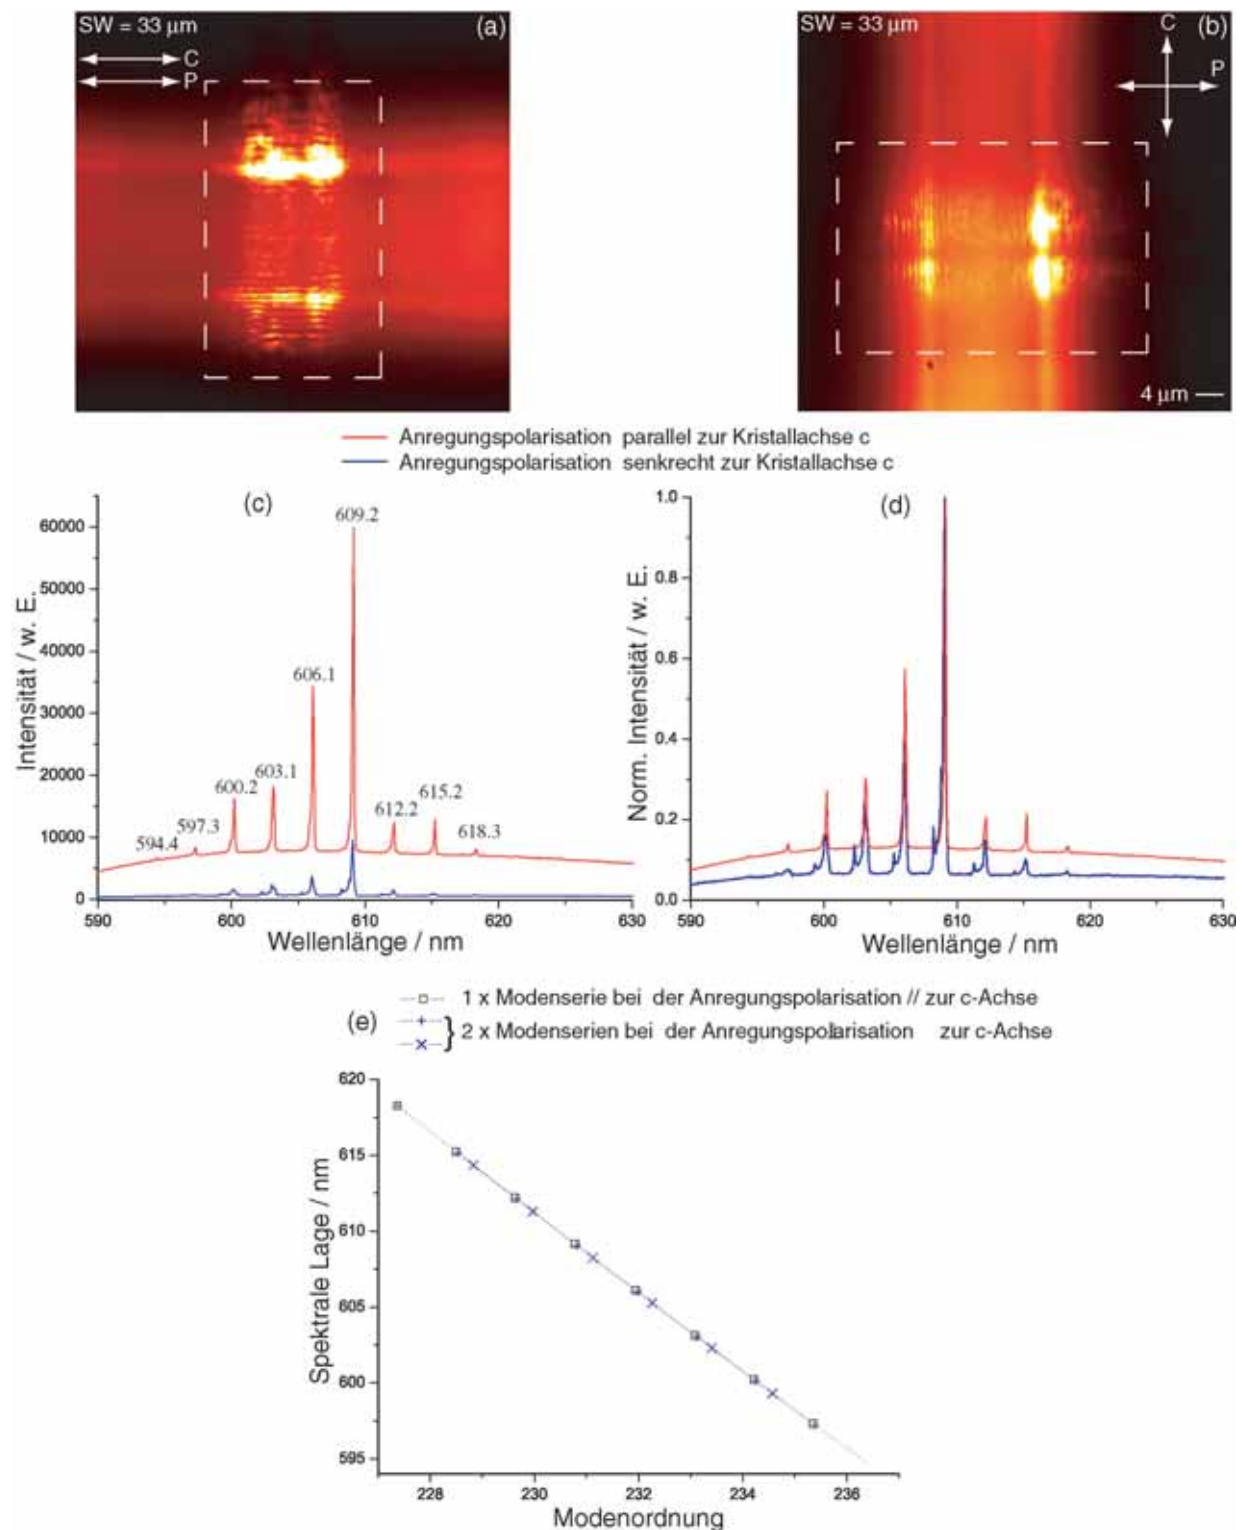 SW = 33 µm (a)
C
P
SW = 33 µm (b)
C
P
4 µm
Anregungspolarisation parallel zur Kristallachse c
Anregungspolarisation senkrecht zur Kristallachse c
(c)
60000
50000
40000
30000
20000
10000
0
Intensität / w. E.
594.4
597.3
600.2
603.1
606.1
609.2
612.2
615.2
618.3
590 600 610 620 630
Wellenlänge / nm
(d)
1.0
0.8
0.6
0.4
0.2
0.0
Norm. Intensität / w. E.
590 600 610 620 630
Wellenlänge / nm
(e)
1 x Modenserie bei der Anregungspolarisation // zur c-Achse
2 x Modenserien bei der Anregungspolarisation zur c-Achse
620
615
610
605
600
595
Spektrale Lage / nm
228 230 232 234 236
Modenordnung